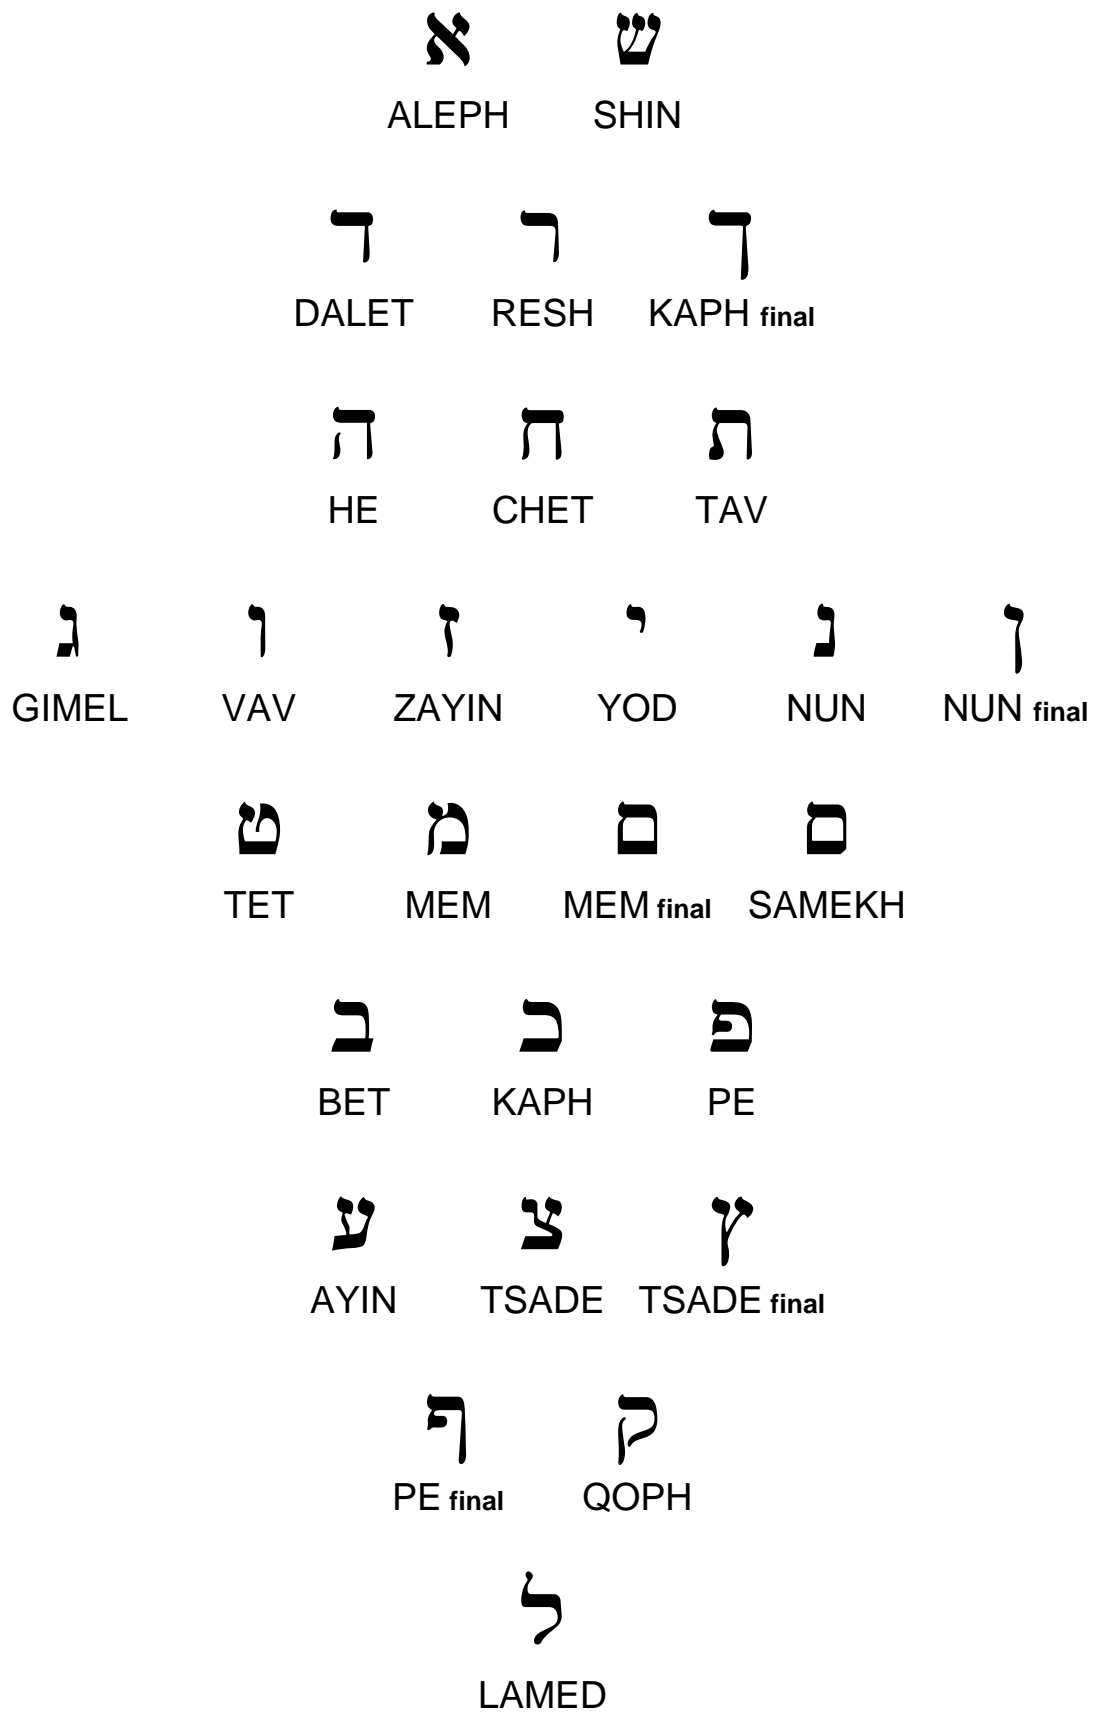 א ש
ALEPH SHIN
ד ר ך
DALET RESH KAPH final
ה ח ת
HE CHET TAV
ג ו ז י נ ן
GIMEL VAV ZAYIN YOD NUN NUN final
ט מ ם ס
TET MEM MEM final SAMEKH
ב כ פ
BET KAPH PE
ע צ ץ
AYIN TSADE TSADE final
ף ק
PE final QOPH
ל
LAMED